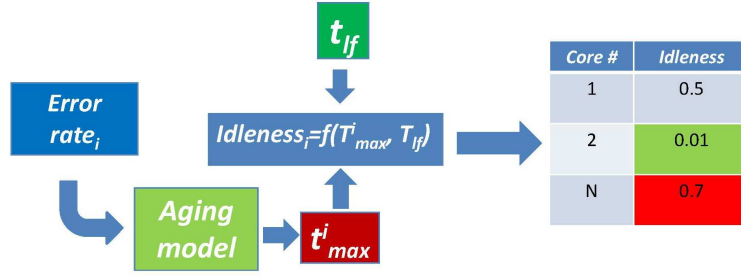 t_lf
Error
rate_i
Idleness_i=f(T^i_max, T_lf)
Aging
model
t^i_max
Core # Idleness
1 0.5
2 0.01
N 0.7